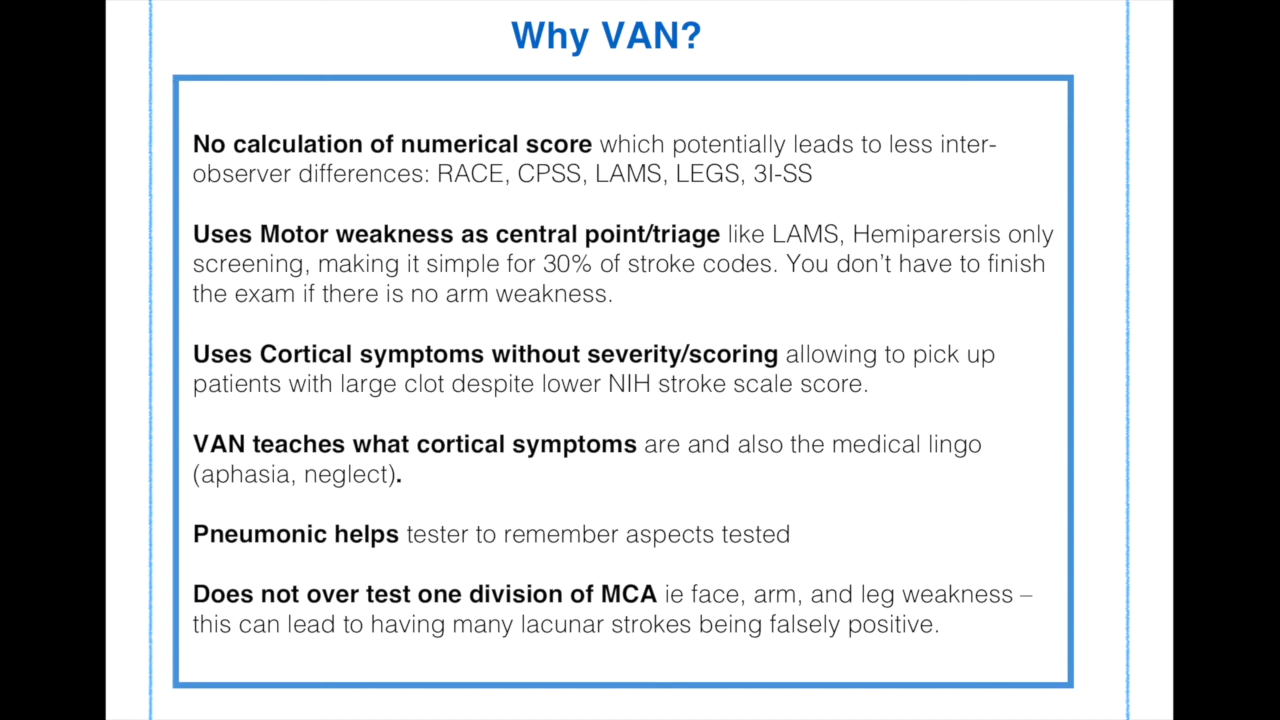 Why VAN?
No calculation of numerical score which potentially leads to less inter-
observer differences: RACE, CPSS, LAMS, LEGS, 3I-SS
Uses Motor weakness as central point/triage like LAMS, Hemiparersis only
screening, making it simple for 30% of stroke codes. You don’t have to finish
the exam if there is no arm weakness.
Uses Cortical symptoms without severity/scoring allowing to pick up
patients with large clot despite lower NIH stroke scale score.
VAN teaches what cortical symptoms are and also the medical lingo
(aphasia, neglect).
Pneumonic helps tester to remember aspects tested
Does not over test one division of MCA ie face, arm, and leg weakness –
this can lead to having many lacunar strokes being falsely positive.